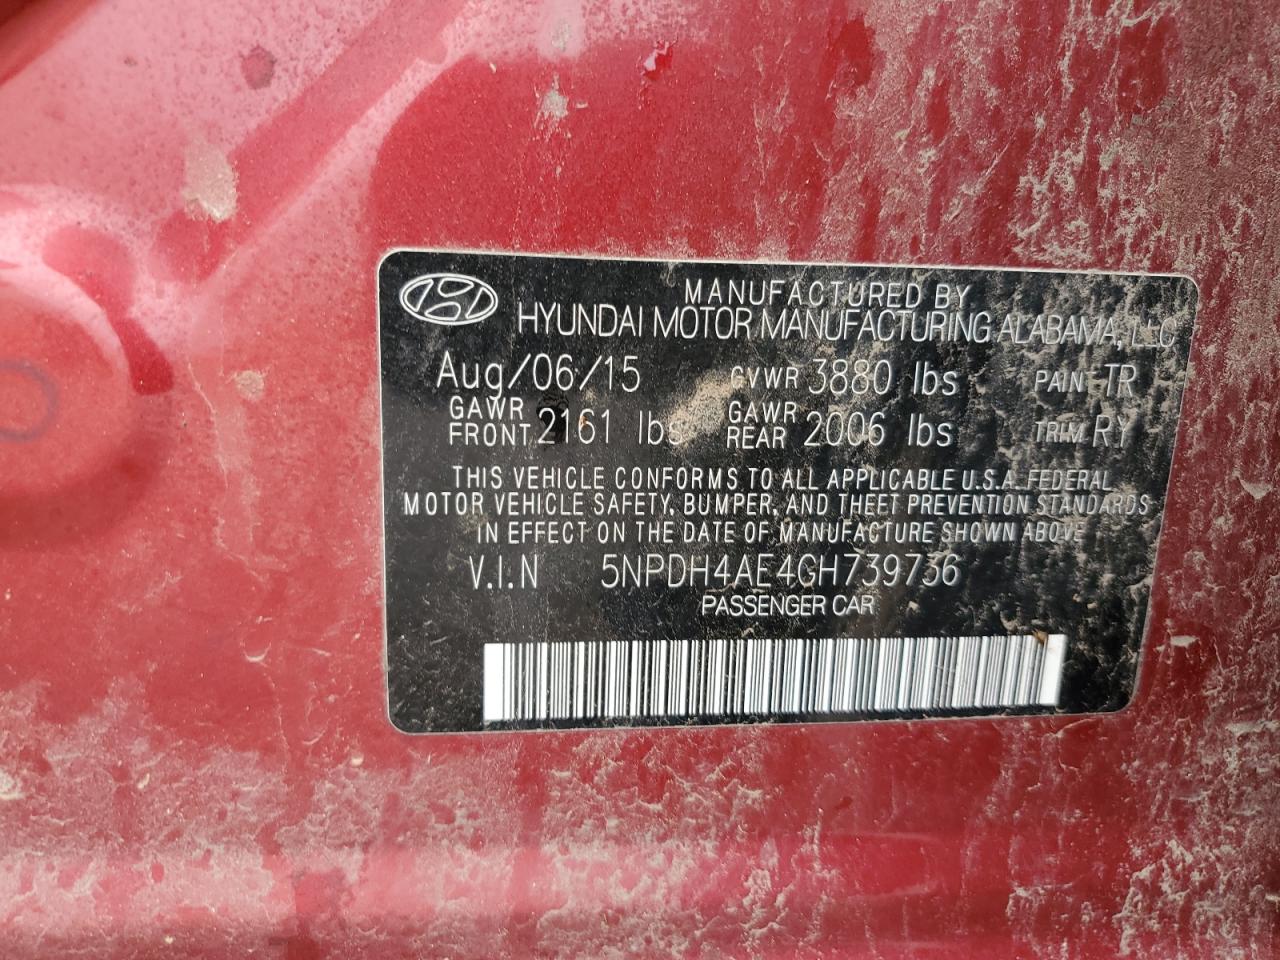 MANUFACTURED BY
HYUNDAI MOTOR MANUFACTURING ALABAMA, LLC
Aug/06/15 GVWR 3880 lbs PAINT TR
GAWR FRONT 2161 lbs GAWR REAR 2006 lbs TRIM RY
THIS VEHICLE CONFORMS TO ALL APPLICABLE U.S.A. FEDERAL
MOTOR VEHICLE SAFETY, BUMPER, AND THEFT PREVENTION STANDARDS
IN EFFECT ON THE DATE OF MANUFACTURE SHOWN ABOVE
V.I.N 5NPDH4AE4GH739736
PASSENGER CAR